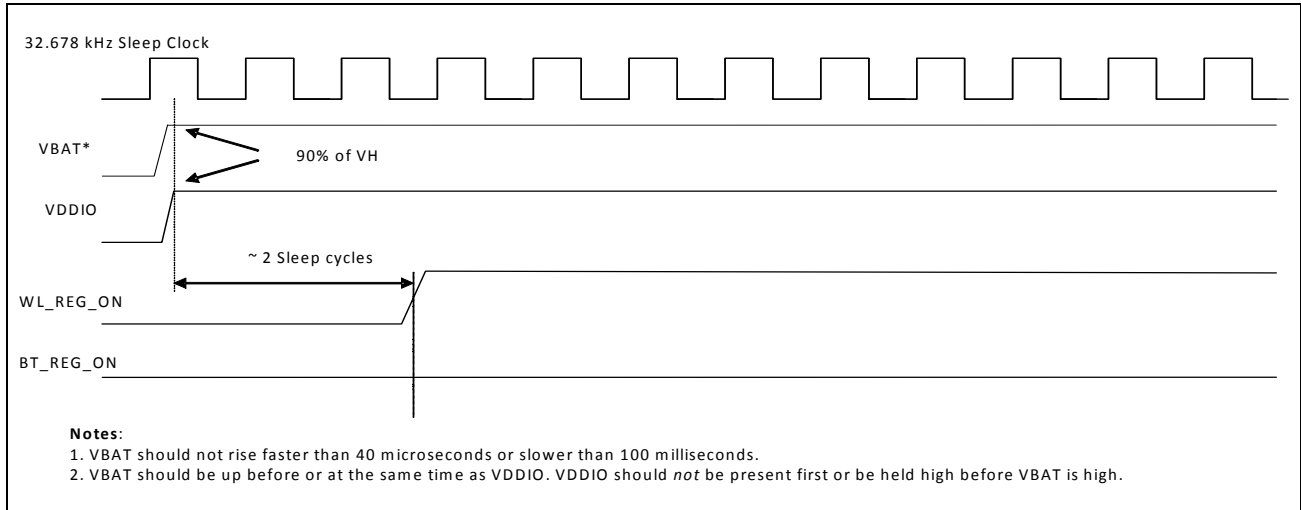 32.678 kHz Sleep Clock
VBAT*
90% of VH
VDDIO
~ 2 Sleep cycles
WL_REG_ON
BT_REG_ON
Notes:
1. VBAT should not rise faster than 40 microseconds or slower than 100 milliseconds.
2. VBAT should be up before or at the same time as VDDIO. VDDIO should not be present first or be held high before VBAT is high.